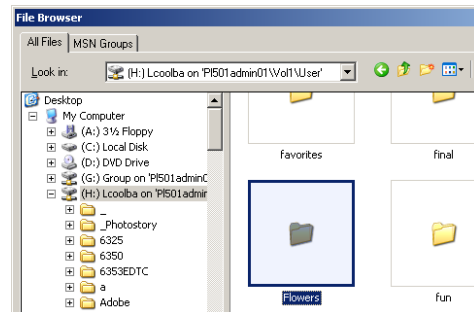 File Browser
All Files
MSN Groups
Look in:
(H:) Lcoolba on 'Pl501admin01\Vol1\User'
Desktop
My Computer
(A:) 3½ Floppy
(C:) Local Disk
(D:) DVD Drive
(G:) Group on 'Pl501adminC
(H:) Lcoolba on 'Pl501admir
_
_Photostory
6325
6350
6353EDTC
a
Adobe
favorites
final
Flowers
fun